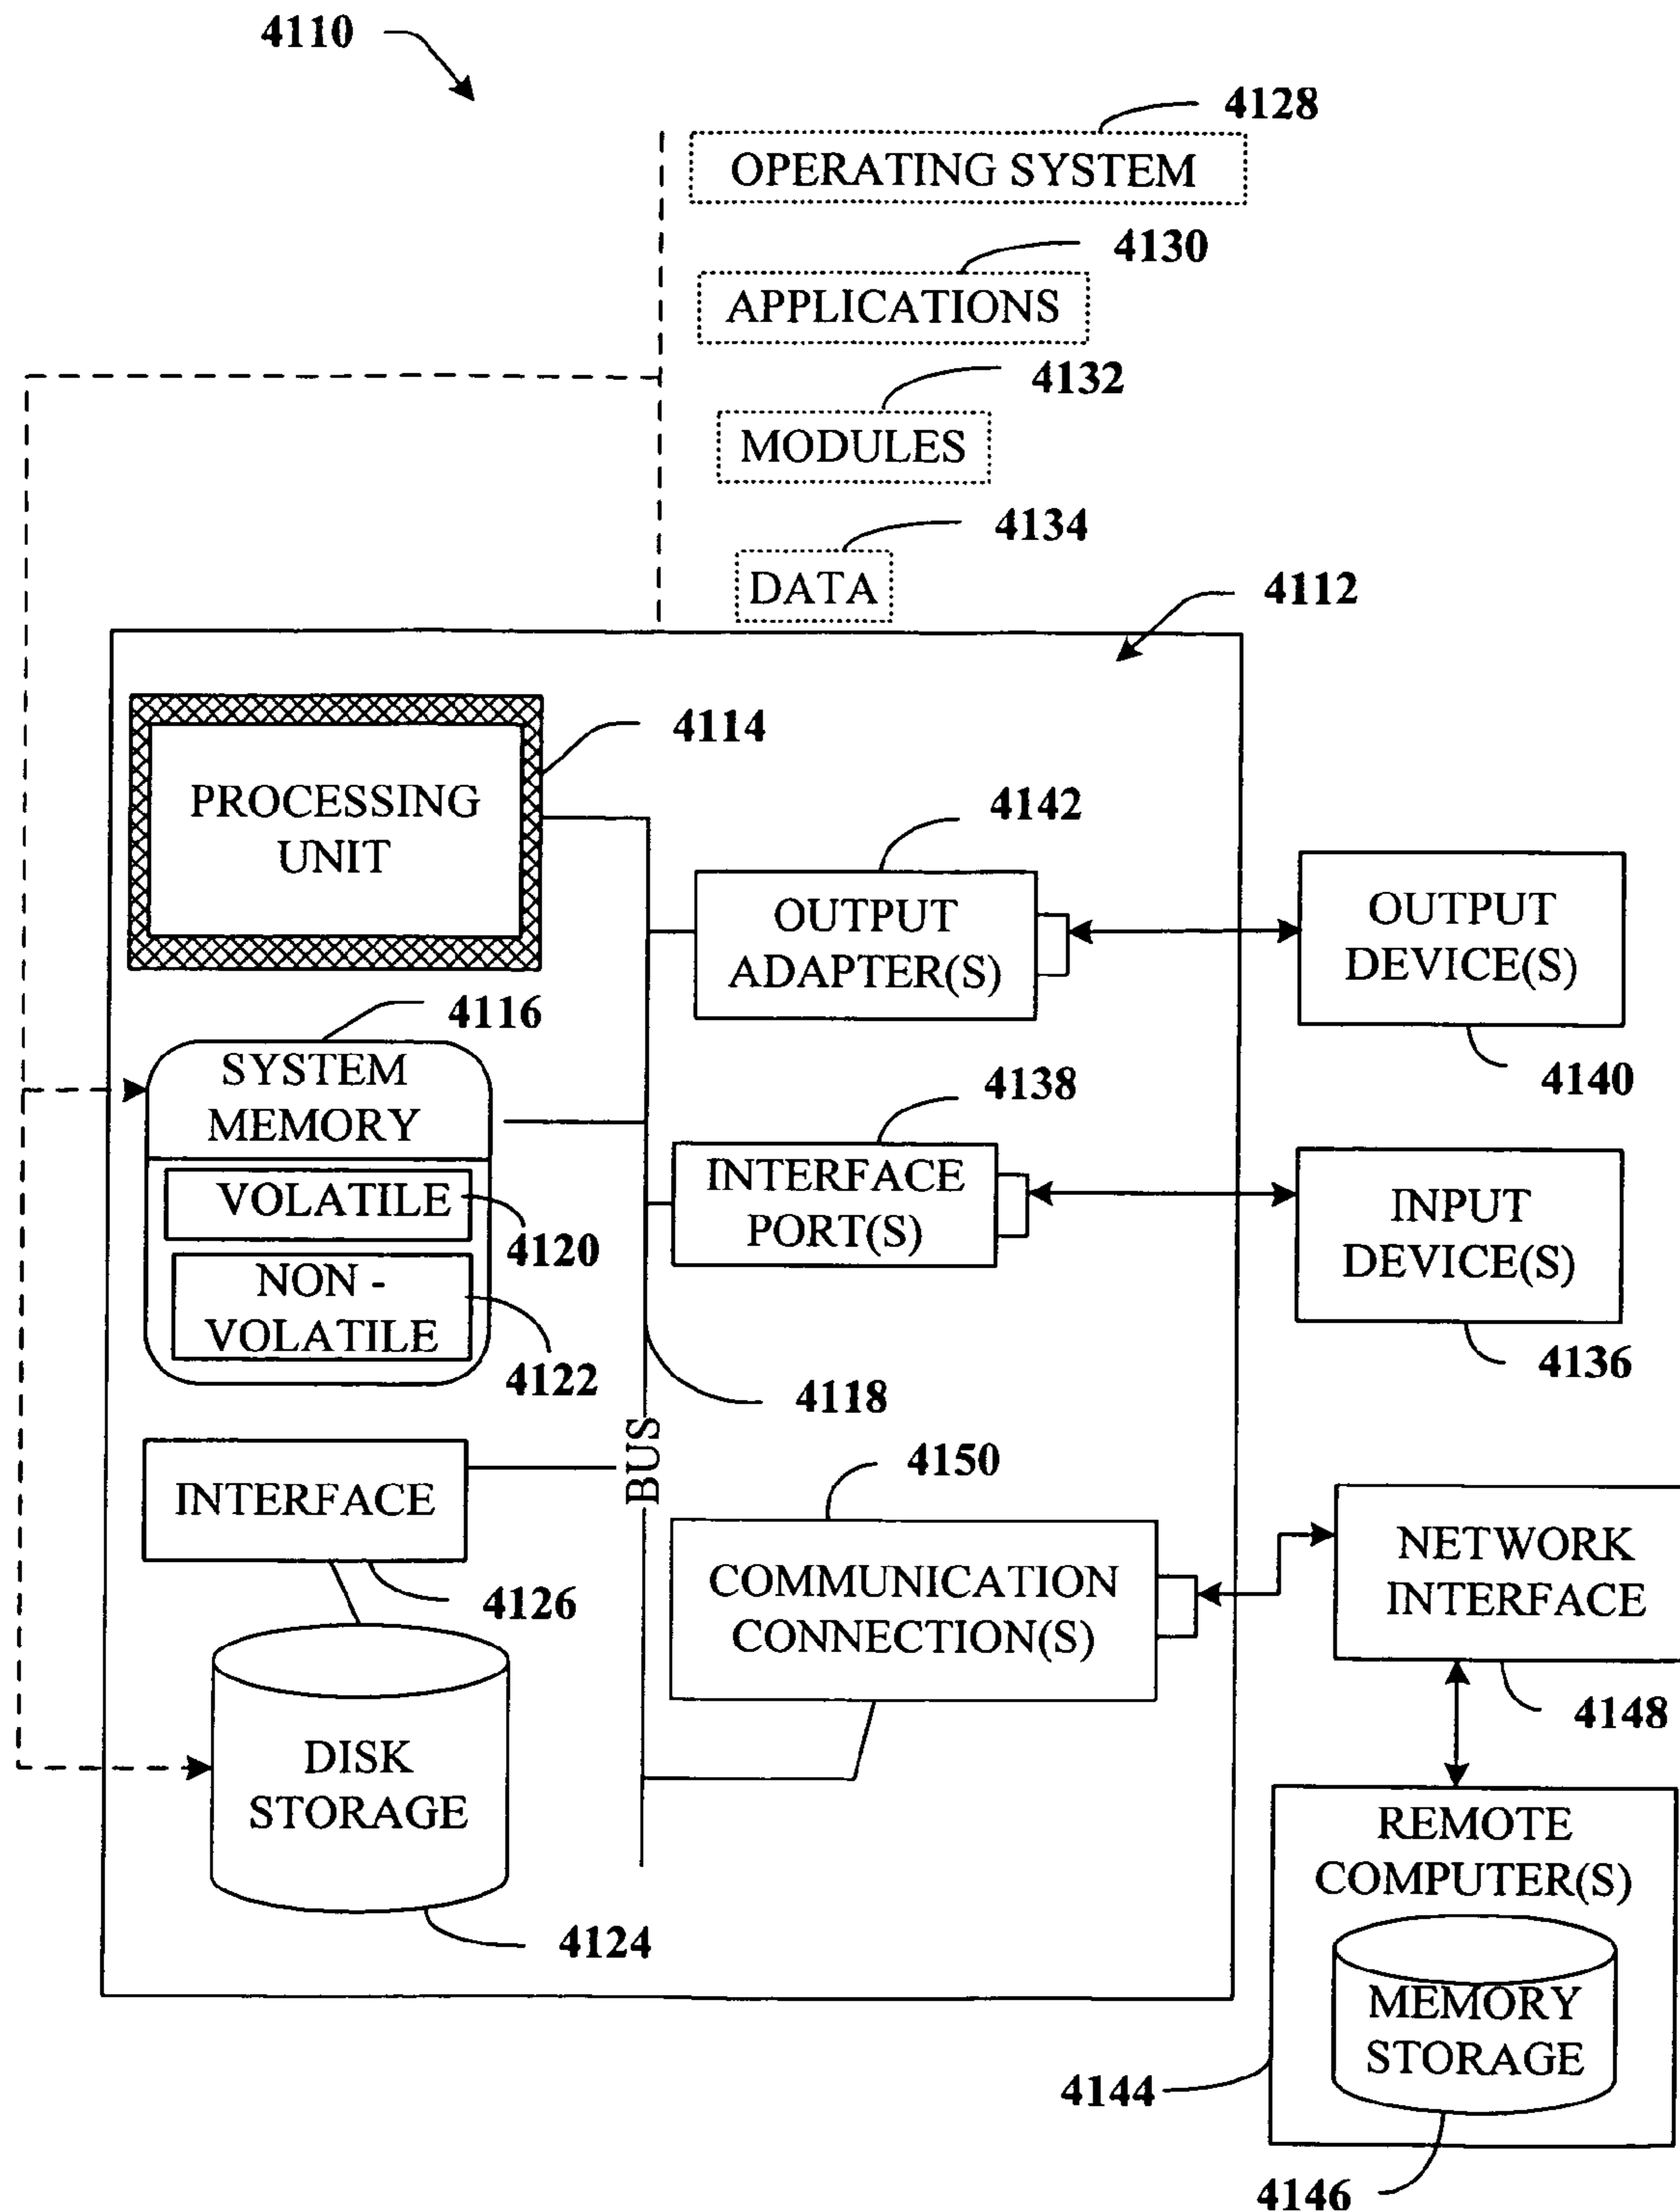 4110
4128
OPERATING SYSTEM
4130
APPLICATIONS
4132
MODULES
4134
DATA
4112
4114
PROCESSING
UNIT
4142
OUTPUT
ADAPTER(S)
OUTPUT
DEVICE(S)
4140
4116
SYSTEM
MEMORY
VOLATILE
4120
NON -
VOLATILE
4122
4138
INTERFACE
PORT(S)
INPUT
DEVICE(S)
4136
4118
BUS
INTERFACE
4126
4150
COMMUNICATION
CONNECTION(S)
NETWORK
INTERFACE
4148
DISK
STORAGE
4124
REMOTE
COMPUTER(S)
MEMORY
STORAGE
4144
4146